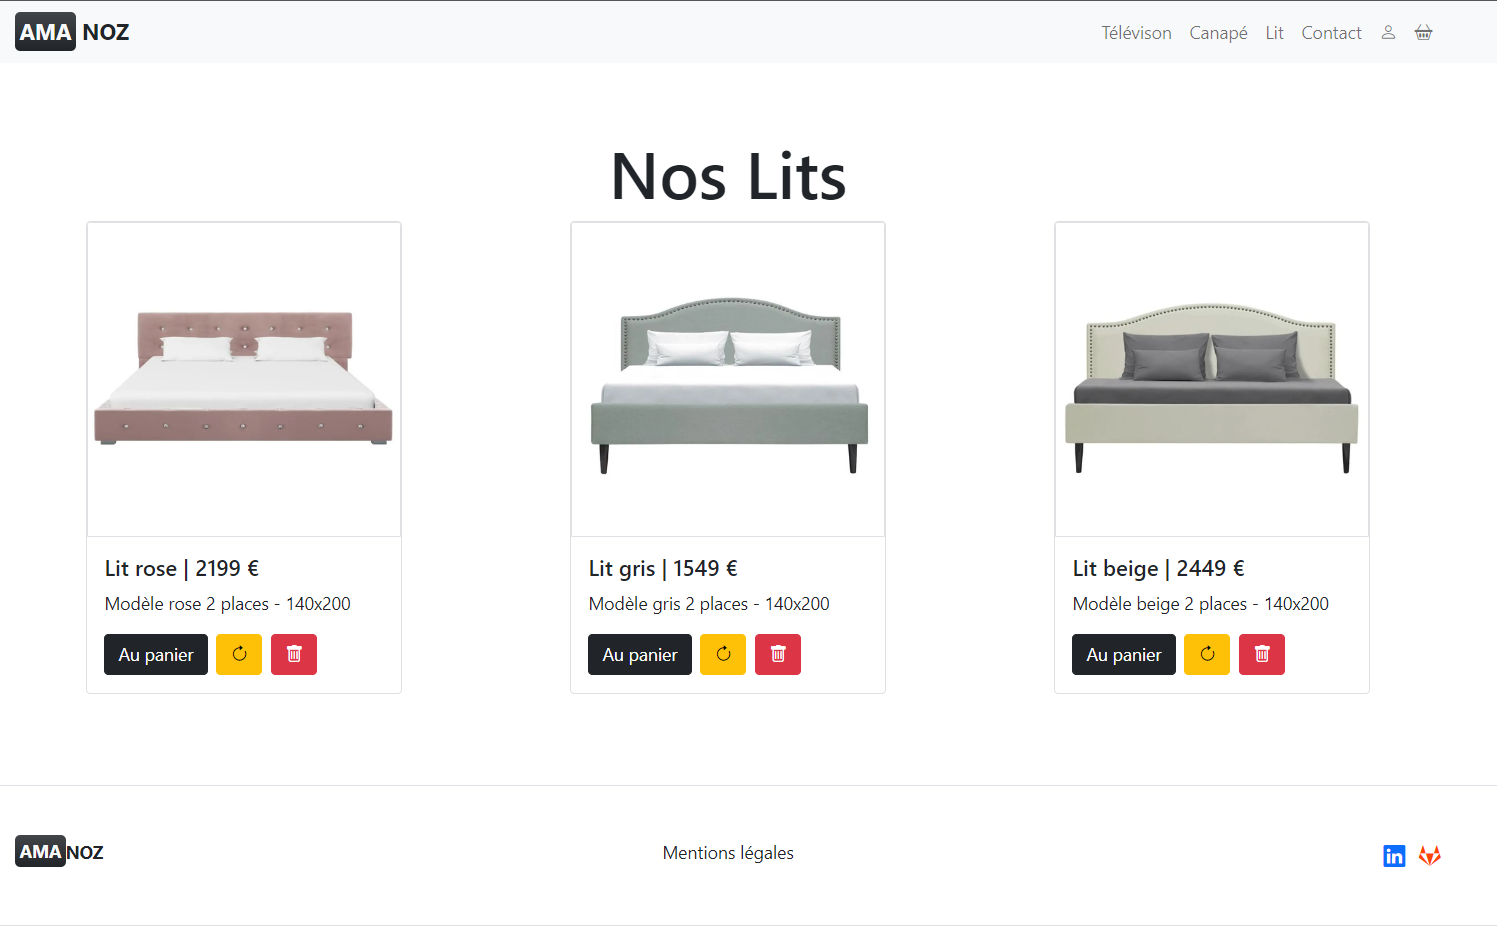 AMA NOZ
Télévison Canapé Lit Contact
Nos Lits
Lit rose | 2199 €
Modèle rose 2 places - 140x200
Au panier
Lit gris | 1549 €
Modèle gris 2 places - 140x200
Au panier
Lit beige | 2449 €
Modèle beige 2 places - 140x200
Au panier
AMANOZ
Mentions légales
in